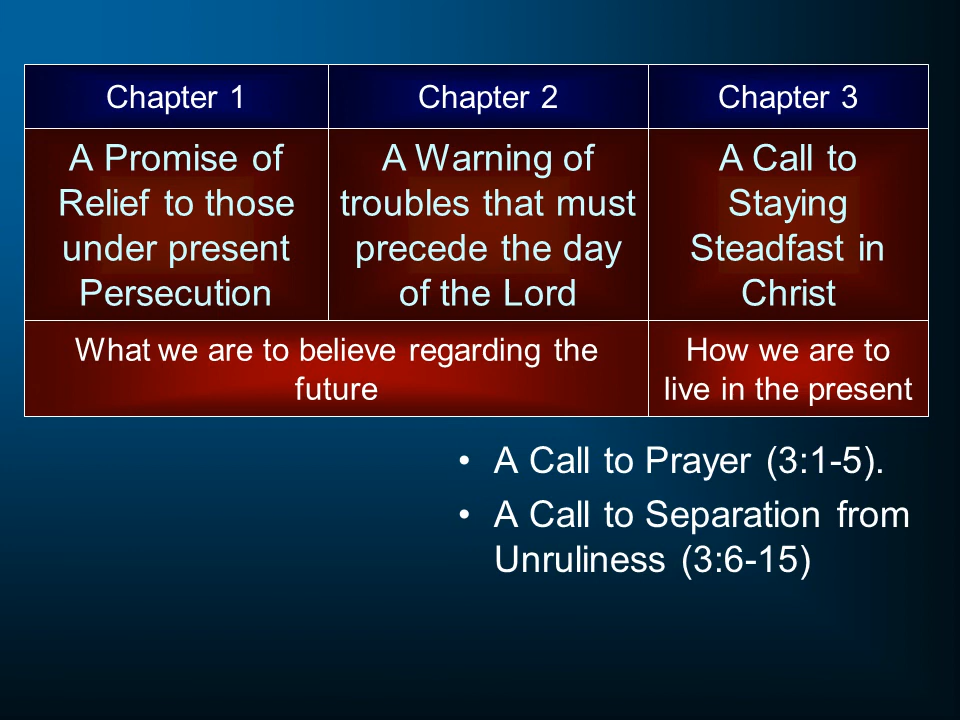 Chapter 1
Chapter 2
Chapter 3
A Promise of
Relief to those
under present
Persecution
A Warning of
troubles that must
precede the day
of the Lord
A Call to
Staying
Steadfast in
Christ
What we are to believe regarding the
future
How we are to
live in the present
• A Call to Prayer (3:1-5).
• A Call to Separation from
Unruliness (3:6-15)